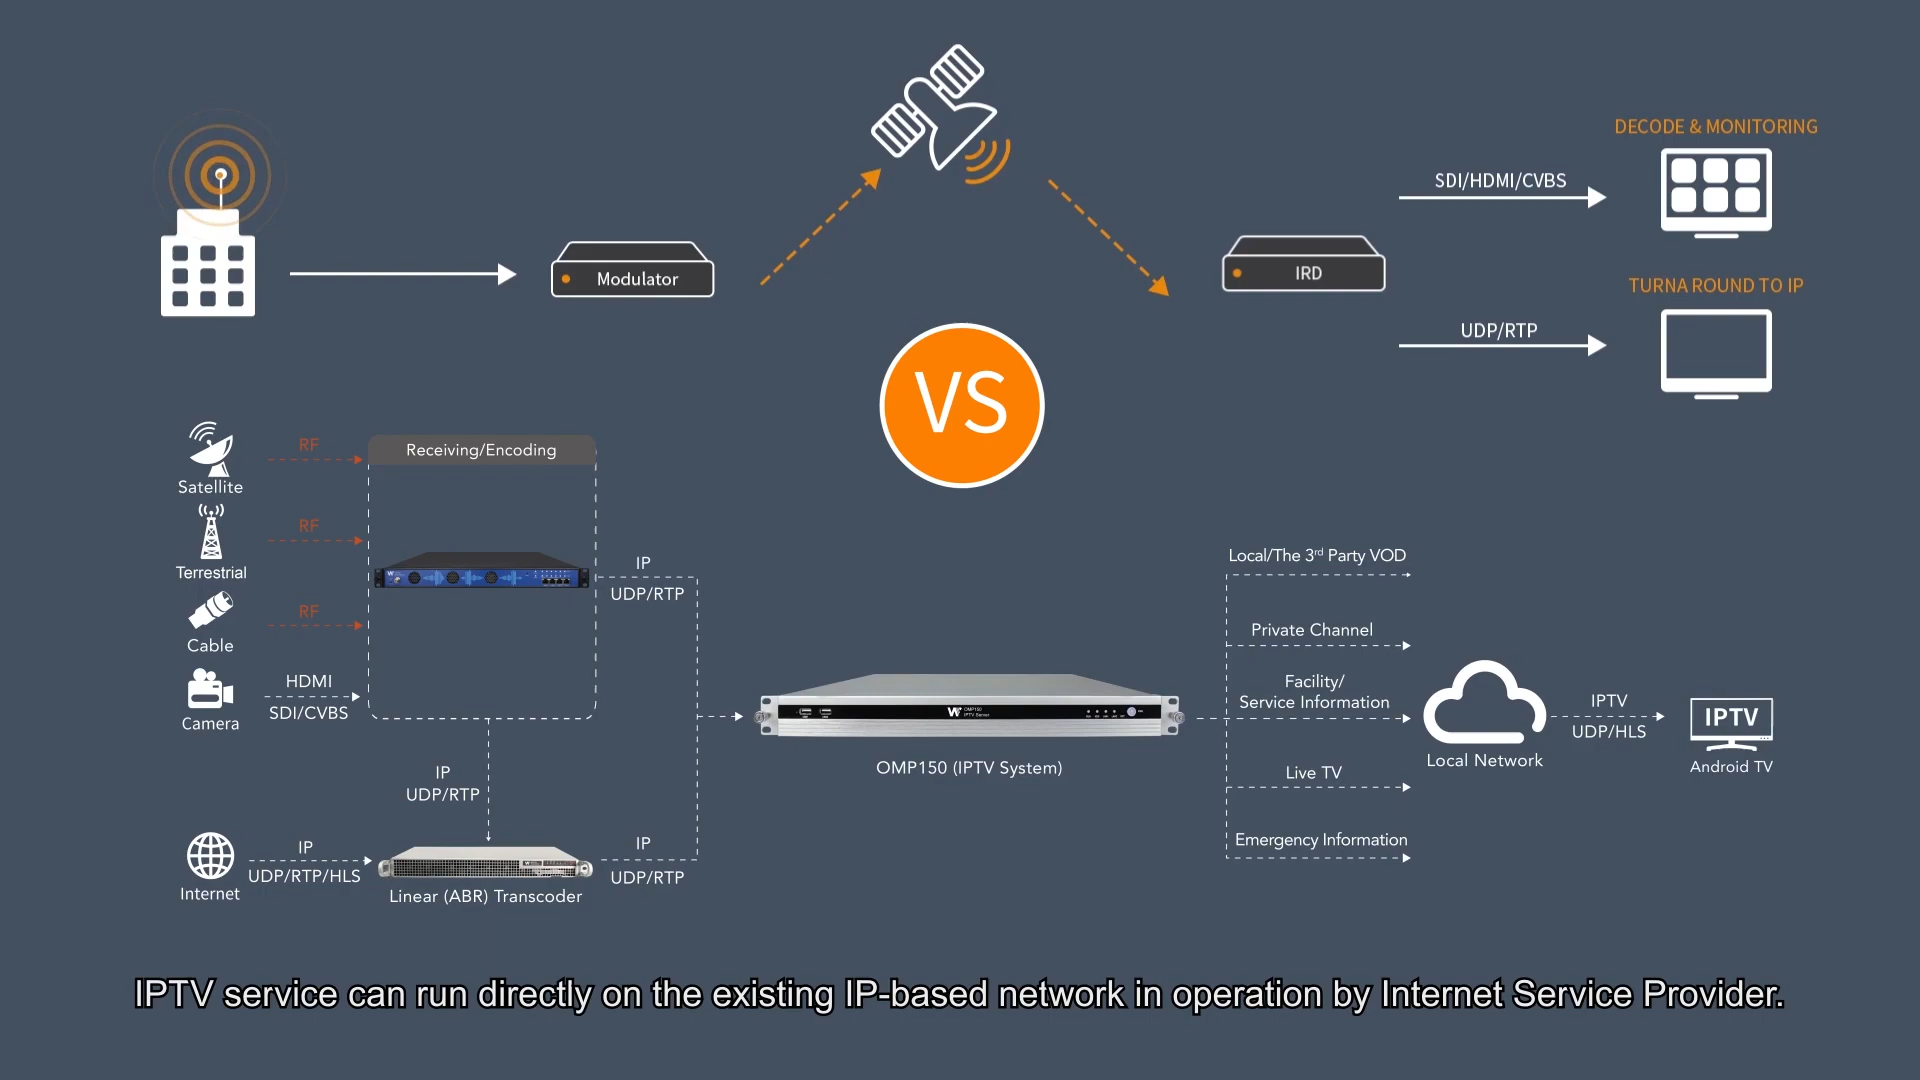 DECODE & MONITORING
SDI/HDMI/CVBS
Modulator
IRD
TURNA ROUND TO IP
UDP/RTP
VS
Satellite
RF
Receiving/Encoding
Terrestrial
RF
Cable
RF
Camera
HDMI
SDI/CVBS
IP
UDP/RTP
IP
UDP/RTP
Internet
IP
UDP/RTP/HLS
Linear (ABR) Transcoder
IP
UDP/RTP
OMP150
IPTV Server
OMP150 (IPTV System)
Local/The 3rd Party VOD
Private Channel
Facility/
Service Information
Live TV
Emergency Information
Local Network
IPTV
UDP/HLS
IPTV
Android TV
IPTV service can run directly on the existing IP-based network in operation by Internet Service Provider.